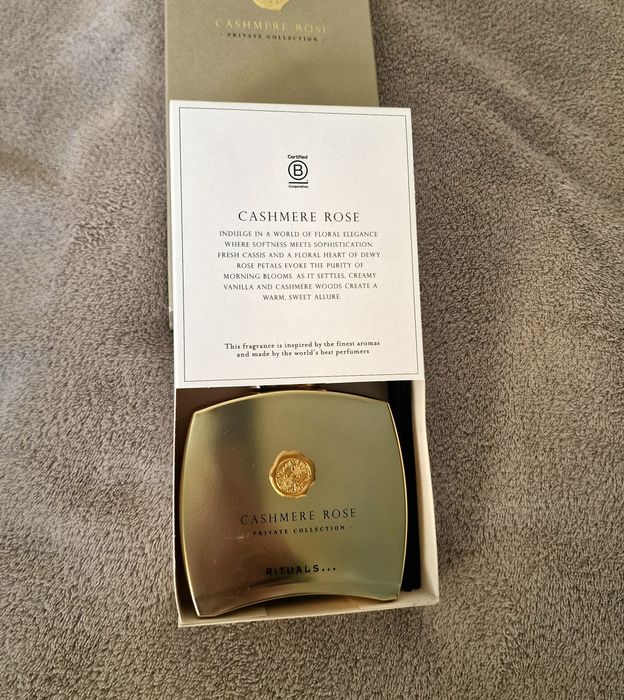 CASHMERE ROSE
· PRIVATE COLLECTION ·
Certified
B
Corporation
CASHMERE ROSE
INDULGE IN A WORLD OF FLORAL ELEGANCE
WHERE SOFTNESS MEETS SOPHISTICATION.
FRESH CASSIS AND A FLORAL HEART OF DEWY
ROSE PETALS EVOKE THE PURITY OF
MORNING BLOOMS. AS IT SETTLES, CREAMY
VANILLA AND CASHMERE WOODS CREATE A
WARM, SWEET ALLURE.
This fragrance is inspired by the finest aromas
and made by the world's best perfumers
CASHMERE ROSE
· PRIVATE COLLECTION ·
RITUALS...